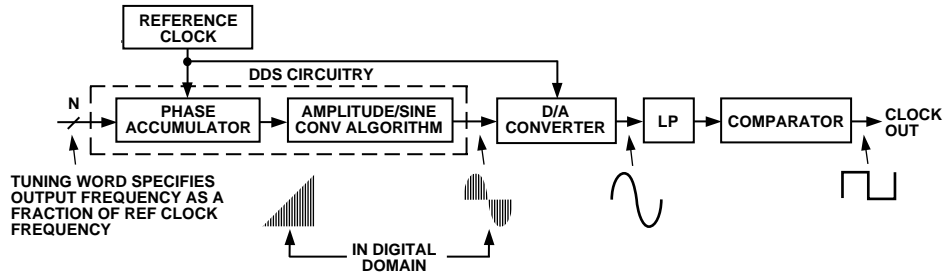 REFERENCE
CLOCK
DDS CIRCUITRY
N
PHASE
ACCUMULATOR
AMPLITUDE/SINE
CONV ALGORITHM
D/A
CONVERTER
LP
COMPARATOR
CLOCK
OUT
TUNING WORD SPECIFIES
OUTPUT FREQUENCY AS A
FRACTION OF REF CLOCK
FREQUENCY
IN DIGITAL
DOMAIN